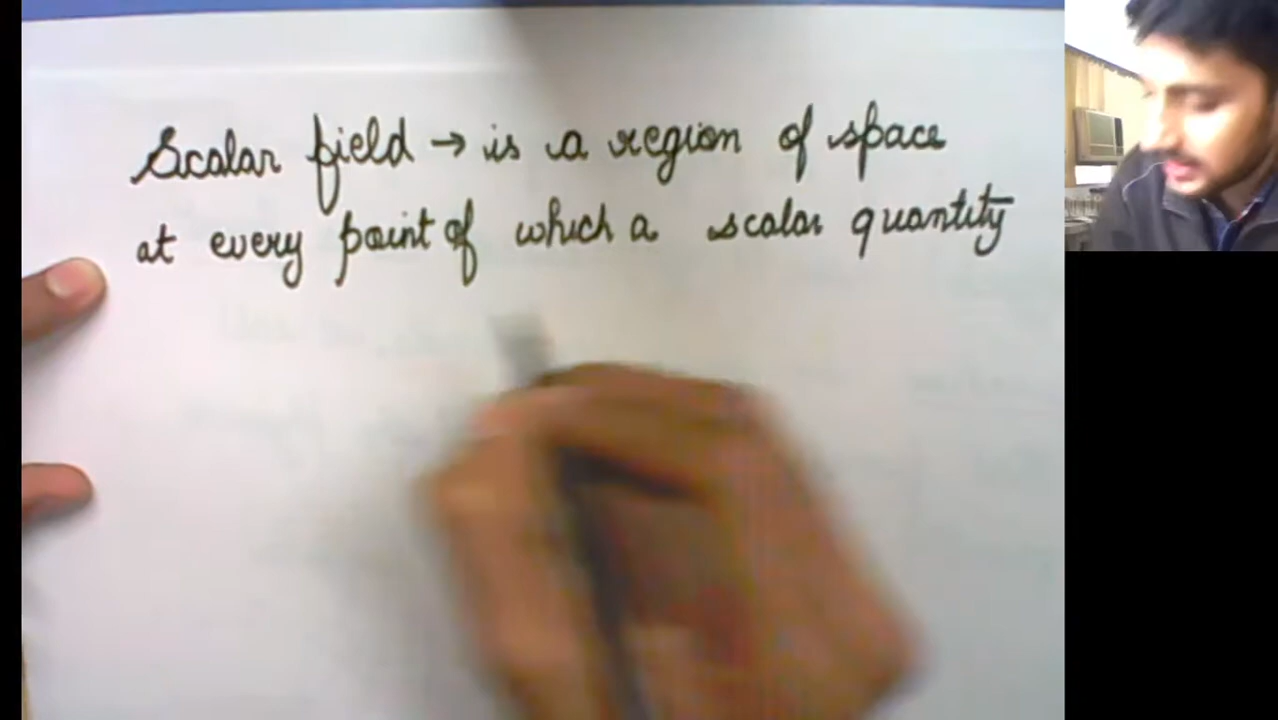 Scalar field → is a region of space
at every point of which a scalar quantity